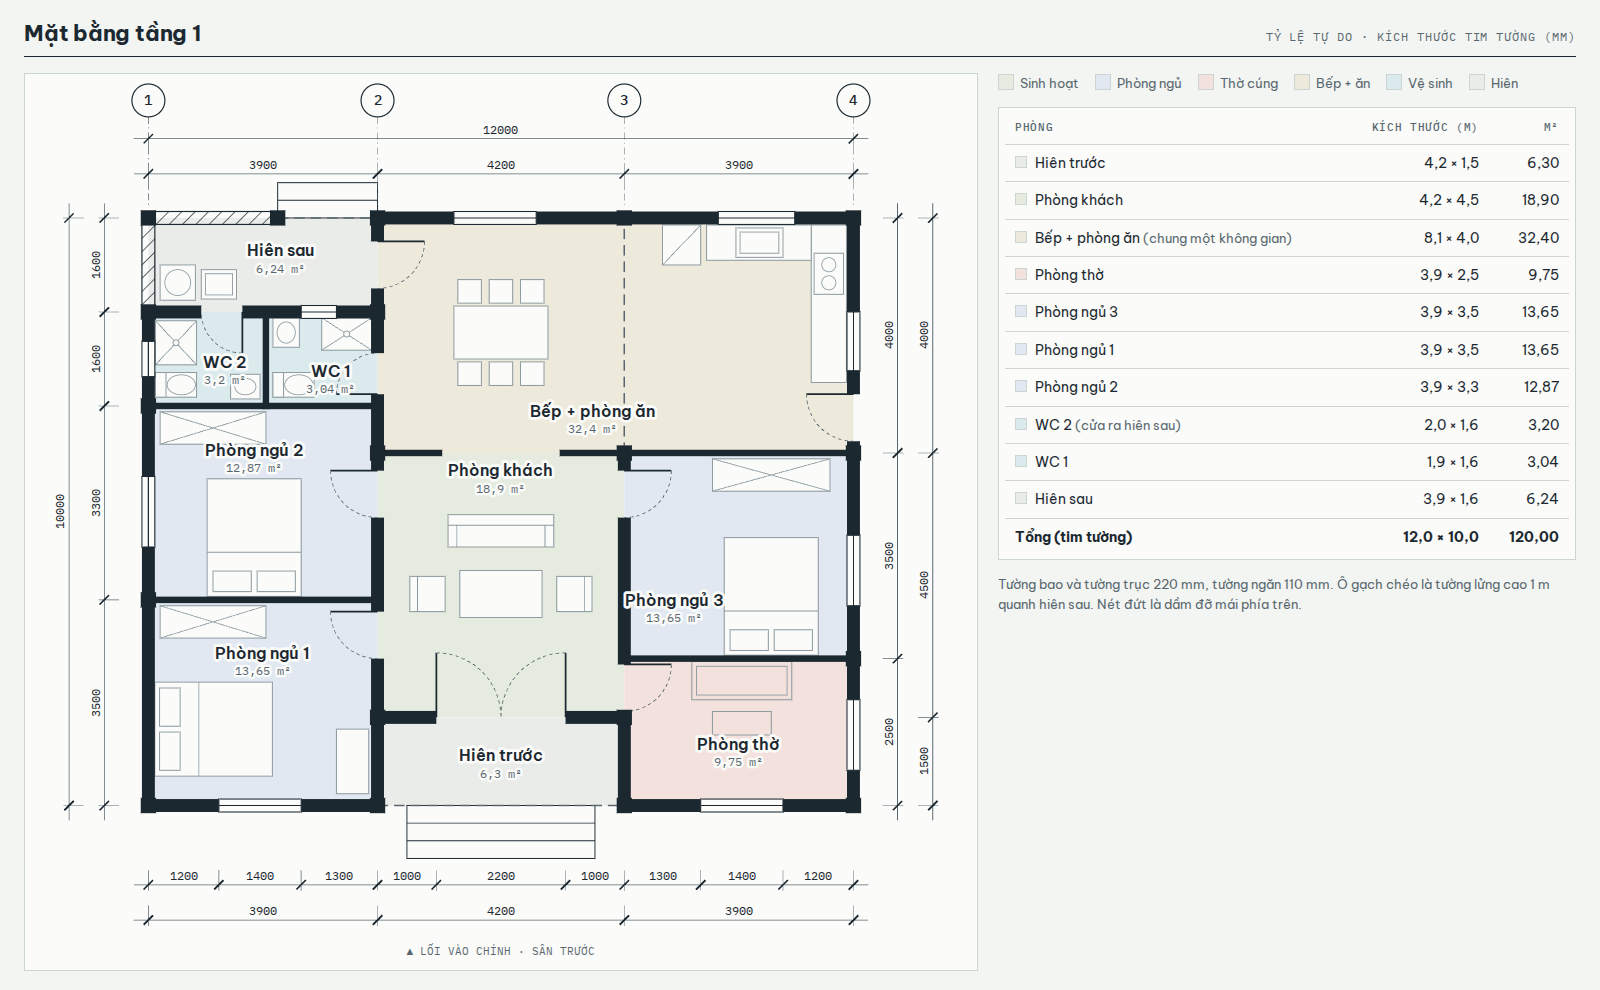 Mặt bằng tầng 1
TỶ LỆ TỰ DO · KÍCH THƯỚC TIM TƯỜNG (MM)
1
2
3
4
12000
3900
4200
3900
10000
1600
1600
3300
3500
4000
3500
2500
4000
4500
1500
Hiên sau
6,24 m²
WC 2
3,2 m²
WC 1
3,04 m²
Bếp + phòng ăn
32,4 m²
Phòng ngủ 2
12,87 m²
Phòng khách
18,9 m²
Phòng ngủ 3
13,65 m²
Phòng ngủ 1
13,65 m²
Phòng thờ
9,75 m²
Hiên trước
6,3 m²
1200
1400
1300
1000
2200
1000
1300
1400
1200
3900
4200
3900
▲ LỐI VÀO CHÍNH · SÂN TRƯỚC
Sinh hoạt
Phòng ngủ
Thờ cúng
Bếp + ăn
Vệ sinh
Hiên
PHÒNG KÍCH THƯỚC (M) M²
Hiên trước 4,2 × 1,5 6,30
Phòng khách 4,2 × 4,5 18,90
Bếp + phòng ăn (chung một không gian) 8,1 × 4,0 32,40
Phòng thờ 3,9 × 2,5 9,75
Phòng ngủ 3 3,9 × 3,5 13,65
Phòng ngủ 1 3,9 × 3,5 13,65
Phòng ngủ 2 3,9 × 3,3 12,87
WC 2 (cửa ra hiên sau) 2,0 × 1,6 3,20
WC 1 1,9 × 1,6 3,04
Hiên sau 3,9 × 1,6 6,24
Tổng (tim tường) 12,0 × 10,0 120,00
Tường bao và tường trục 220 mm, tường ngăn 110 mm. Ô gạch chéo là tường lửng cao 1 m
quanh hiên sau. Nét đứt là dầm đỡ mái phía trên.